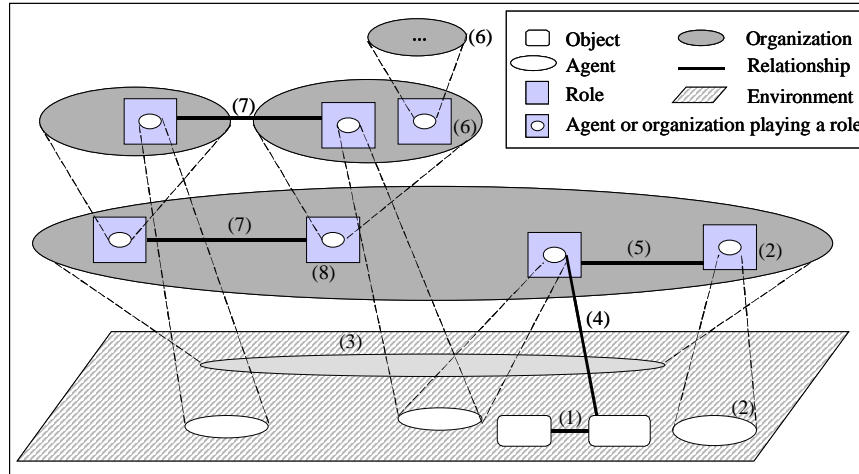 ... (6)
Object
Organization
Agent
Relationship
Role
Environment
Agent or organization playing a role
(7)
(6)
(7)
(5)
(2)
(8)
(4)
(3)
(1)
(2)